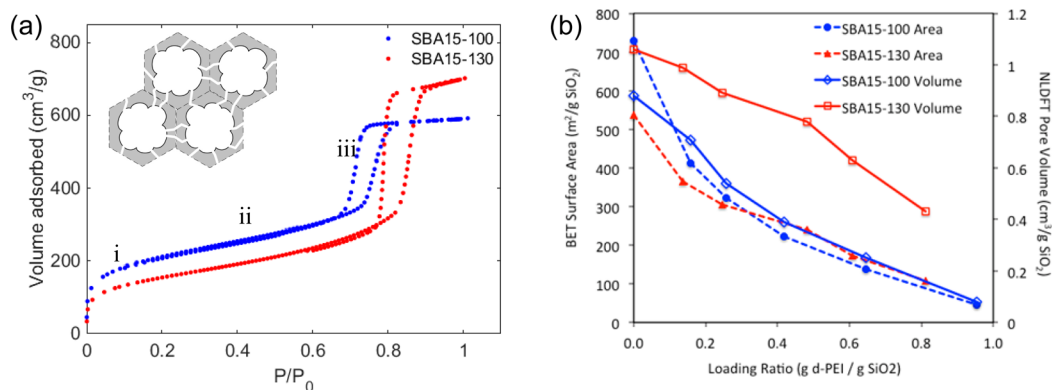 (a)
800
600
400
200
0
Volume adsorbed (cm³/g)
0 0.2 0.4 0.6 0.8 1
P/P₀
SBA15-100
SBA15-130
i
ii
iii
(b)
800
700
600
500
400
300
200
100
0
BET Surface Area (m²/g SiO₂)
0.0 0.2 0.4 0.6 0.8 1.0
Loading Ratio (g d-PEI / g SiO2)
SBA15-100 Area
SBA15-130 Area
SBA15-100 Volume
SBA15-130 Volume
1.2
1
0.8
0.6
0.4
0.2
0
NLDFT Pore Volume (cm³/g SiO₂)